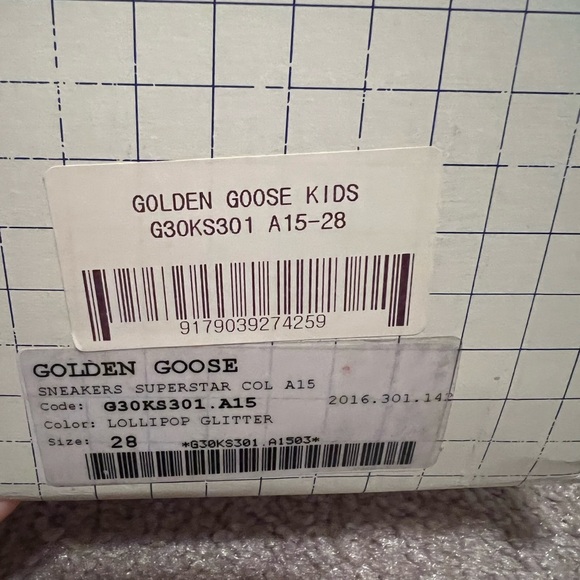 GOLDEN GOOSE KIDS
G30KS301 A15-28
9179039274259
GOLDEN GOOSE
SNEAKERS SUPERSTAR COL A15
Code: G30KS301.A15 2016.301.142
Color: LOLLIPOP GLITTER
Size: 28 *G30KS301.A1503*